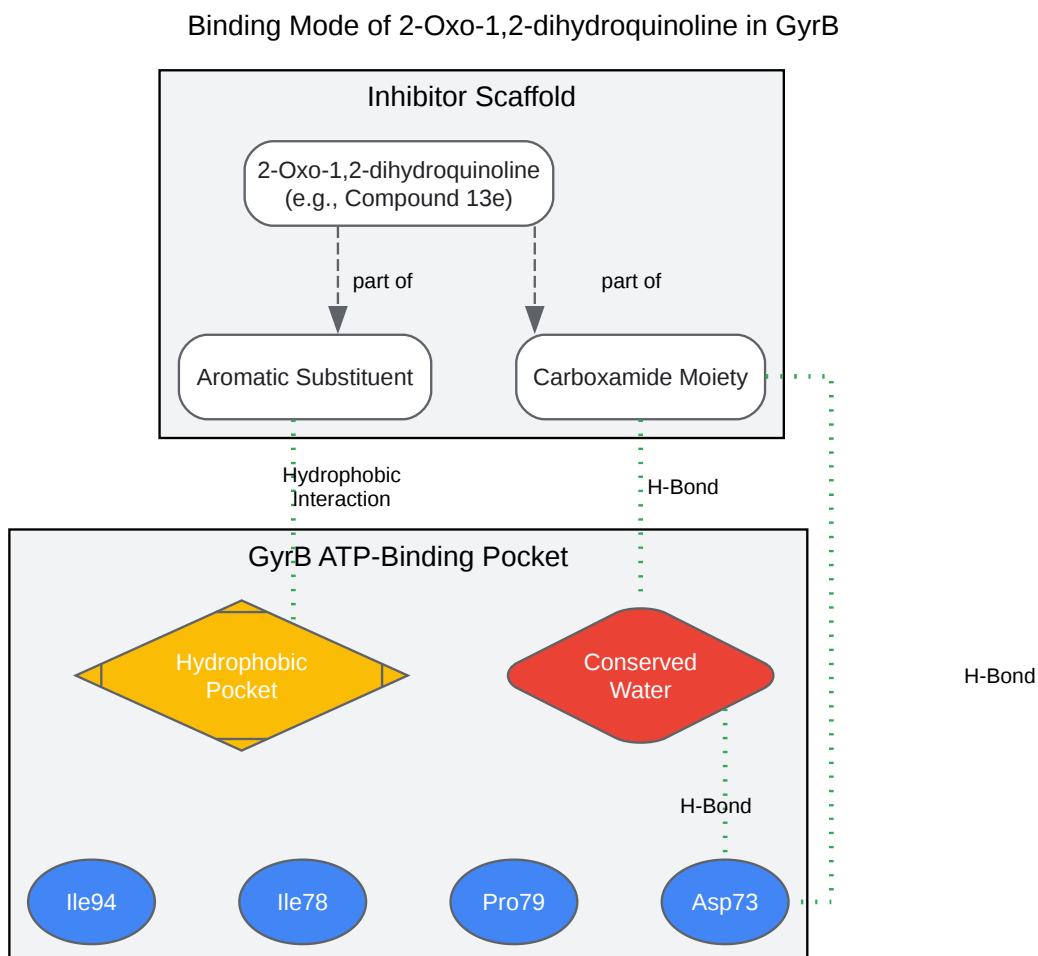 Binding Mode of 2-Oxo-1,2-dihydroquinoline in GyrB
Inhibitor Scaffold
2-Oxo-1,2-dihydroquinoline
(e.g., Compound 13e)
part of
part of
Aromatic Substituent
Carboxamide Moiety
Hydrophobic
Interaction
H-Bond
GyrB ATP-Binding Pocket
Hydrophobic
Pocket
Conserved
Water
H-Bond
H-Bond
Ile94
Ile78
Pro79
Asp73